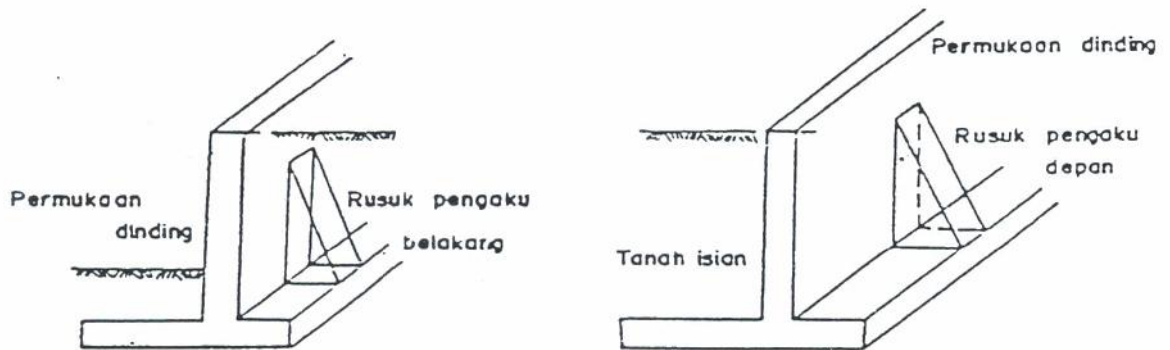 Permukaan
dinding
Rusuk pengaku
belakang
Permukaan dinding
Rusuk pengaku
depan
Tanah isian